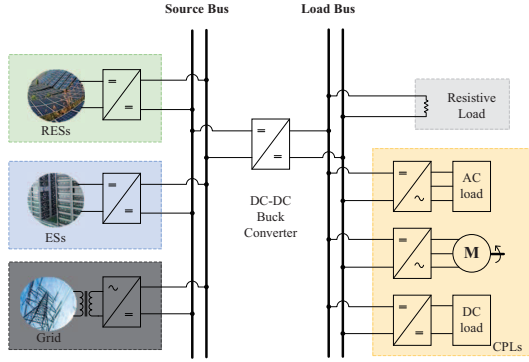 Source Bus
Load Bus
RESs
Resistive
Load
ESs
DC-DC
Buck
Converter
AC
load
M
Grid
DC
load
CPLs